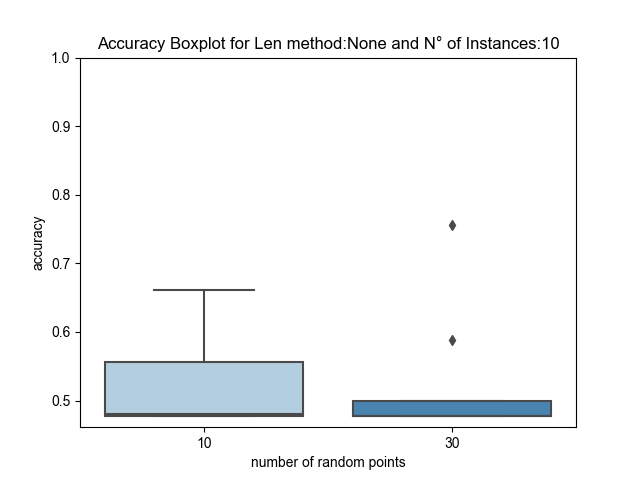 Accuracy Boxplot for Len method:None and N° of Instances:10
1.0
0.9
0.8
0.7
0.6
0.5
accuracy
10 30
number of random points